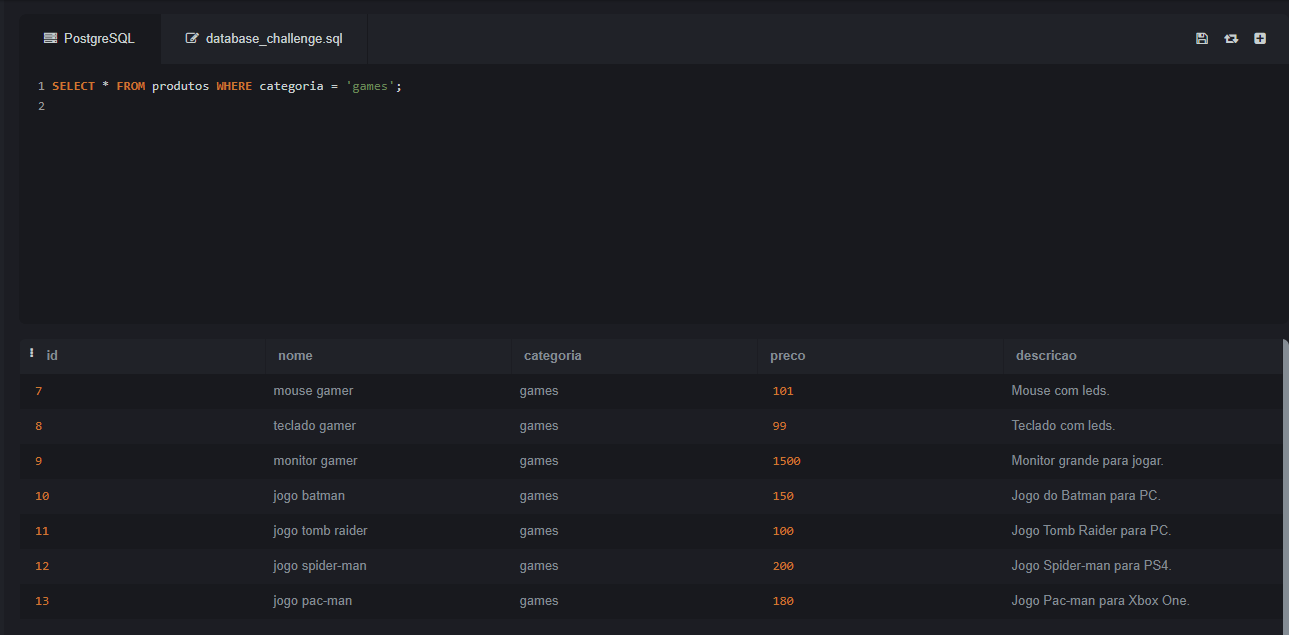 PostgreSQL database_challenge.sql
1 SELECT * FROM produtos WHERE categoria = 'games';
2
id nome categoria preco descricao
7 mouse gamer games 101 Mouse com leds.
8 teclado gamer games 99 Teclado com leds.
9 monitor gamer games 1500 Monitor grande para jogar.
10 jogo batman games 150 Jogo do Batman para PC.
11 jogo tomb raider games 100 Jogo Tomb Raider para PC.
12 jogo spider-man games 200 Jogo Spider-man para PS4.
13 jogo pac-man games 180 Jogo Pac-man para Xbox One.